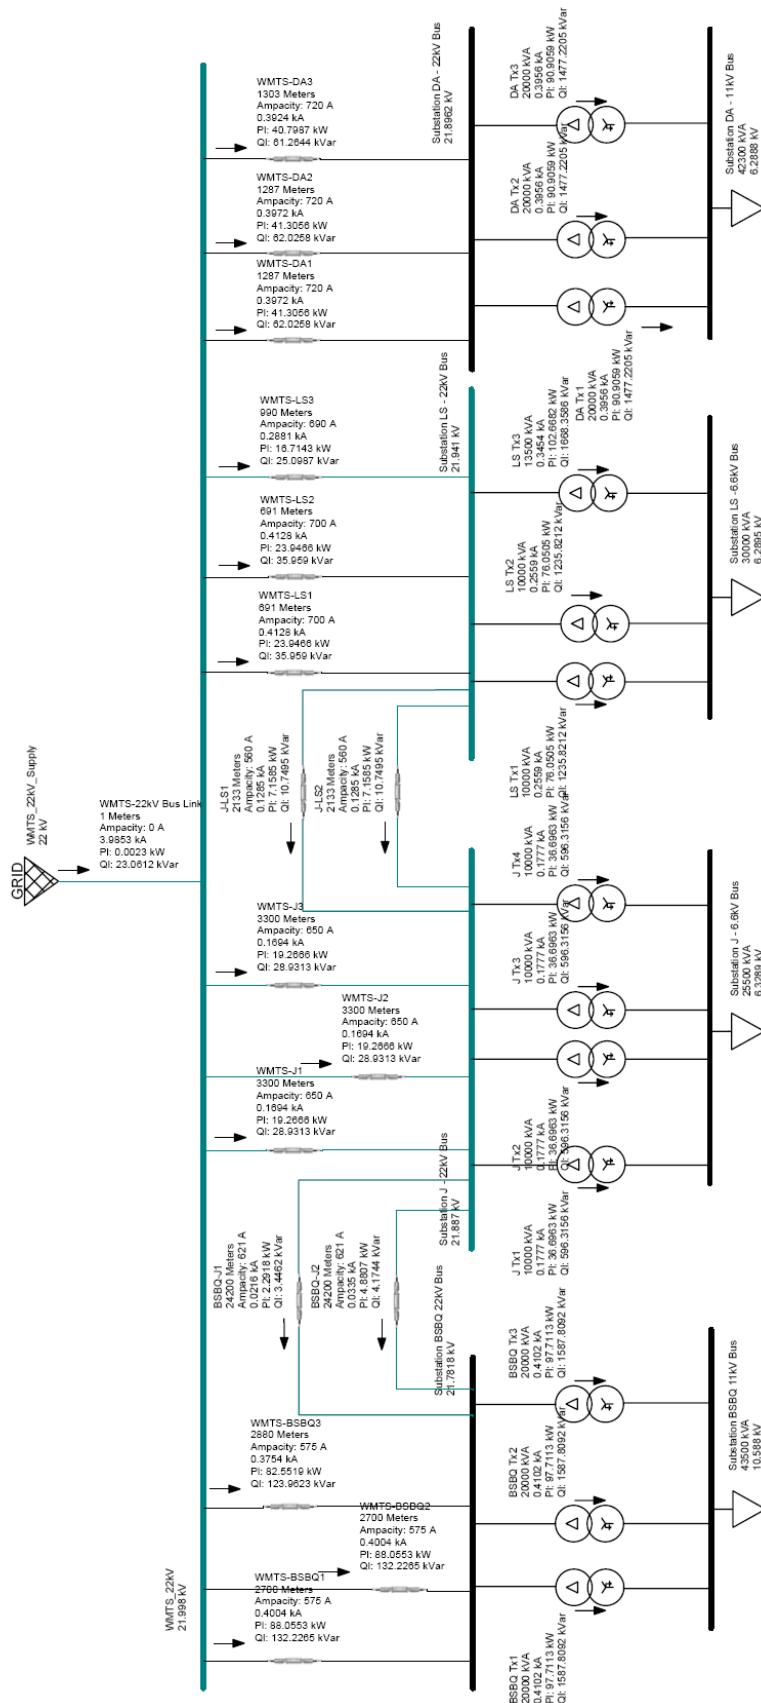 WMTS-DA3
1303 Meters
Ampacity: 720 A
0.3924 kA
Pl: 40.7987 kW
Ql: 61.2644 kVar
WMTS-DA2
1287 Meters
Ampacity: 720 A
0.3972 kA
Pl: 41.3056 kW
Ql: 62.0258 kVar
WMTS-DA1
1287 Meters
Ampacity: 720 A
0.3972 kA
Pl: 41.3056 kW
Ql: 62.0258 kVar
Substation DA - 22kV Bus
21.8962 kV
DA Tx3
20000 kVA
0.3956 kA
Pl: 90.9059 kW
Ql: 1477.2205 kVar
DA Tx2
20000 kVA
0.3956 kA
Pl: 90.9059 kW
Ql: 1477.2205 kVar
DA Tx1
20000 kVA
0.3956 kA
Pl: 90.9059 kW
Ql: 1477.2205 kVar
Substation DA - 11kV Bus
42300 kVA
6.2888 kV
WMTS-LS3
990 Meters
Ampacity: 690 A
0.2881 kA
Pl: 16.7143 kW
Ql: 25.0987 kVar
WMTS-LS2
691 Meters
Ampacity: 700 A
0.4128 kA
Pl: 23.9466 kW
Ql: 35.959 kVar
WMTS-LS1
691 Meters
Ampacity: 700 A
0.4128 kA
Pl: 23.9466 kW
Ql: 35.959 kVar
Substation LS - 22kV Bus
21.941 kV
LS Tx3
13500 kVA
0.3454 kA
Pl: 102.6682 kW
Ql: 1668.3586 kVar
LS Tx2
10000 kVA
0.2559 kA
Pl: 76.0505 kW
Ql: 1235.8212 kVar
LS Tx1
10000 kVA
0.2559 kA
Pl: 76.0505 kW
Ql: 1235.8212 kVar
Substation LS -6.6kV Bus
30000 kVA
6.2895 kV
J-LS1
2133 Meters
Ampacity: 560 A
0.1285 kA
Pl: 7.1585 kW
Ql: 10.7495 kVar
J-LS2
2133 Meters
Ampacity: 560 A
0.1285 kA
Pl: 7.1585 kW
Ql: 10.7495 kVar
GRID
WMTS_22kV_Supply
22 kV
WMTS-22kV Bus Link
1 Meters
Ampacity: 0 A
3.9853 kA
Pl: 0.0023 kW
Ql: 23.0612 kVar
WMTS-J3
3300 Meters
Ampacity: 650 A
0.1694 kA
Pl: 19.2666 kW
Ql: 28.9313 kVar
WMTS-J2
3300 Meters
Ampacity: 650 A
0.1694 kA
Pl: 19.2666 kW
Ql: 28.9313 kVar
WMTS-J1
3300 Meters
Ampacity: 650 A
0.1694 kA
Pl: 19.2666 kW
Ql: 28.9313 kVar
Substation J - 22kV Bus
21.887 kV
J Tx4
10000 kVA
0.1777 kA
Pl: 36.6963 kW
Ql: 596.3156 kVar
J Tx3
10000 kVA
0.1777 kA
Pl: 36.6963 kW
Ql: 596.3156 kVar
J Tx2
10000 kVA
0.1777 kA
Pl: 36.6963 kW
Ql: 596.3156 kVar
J Tx1
10000 kVA
0.1777 kA
Pl: 36.6963 kW
Ql: 596.3156 kVar
Substation J - 6.6kV Bus
25500 kVA
6.3289 kV
BSBQ-J1
24200 Meters
Ampacity: 621 A
0.0216 kA
Pl: 2.2918 kW
Ql: 3.4462 kVar
BSBQ-J2
24200 Meters
Ampacity: 621 A
0.0335 kA
Pl: 4.8807 kW
Ql: 4.1744 kVar
WMTS_22kV
21.998 kV
WMTS-BSBQ3
2880 Meters
Ampacity: 575 A
0.3754 kA
Pl: 82.5519 kW
Ql: 123.9623 kVar
WMTS-BSBQ2
2700 Meters
Ampacity: 575 A
0.4004 kA
Pl: 88.0553 kW
Ql: 132.2265 kVar
WMTS-BSBQ1
2700 Meters
Ampacity: 575 A
0.4004 kA
Pl: 88.0553 kW
Ql: 132.2265 kVar
Substation BSBQ 22kV Bus
21.7818 kV
BSBQ Tx3
20000 kVA
0.4102 kA
Pl: 97.7113 kW
Ql: 1587.8092 kVar
BSBQ Tx2
20000 kVA
0.4102 kA
Pl: 97.7113 kW
Ql: 1587.8092 kVar
BSBQ Tx1
20000 kVA
0.4102 kA
Pl: 97.7113 kW
Ql: 1587.8092 kVar
Substation BSBQ 11kV Bus
43500 kVA
10.588 kV